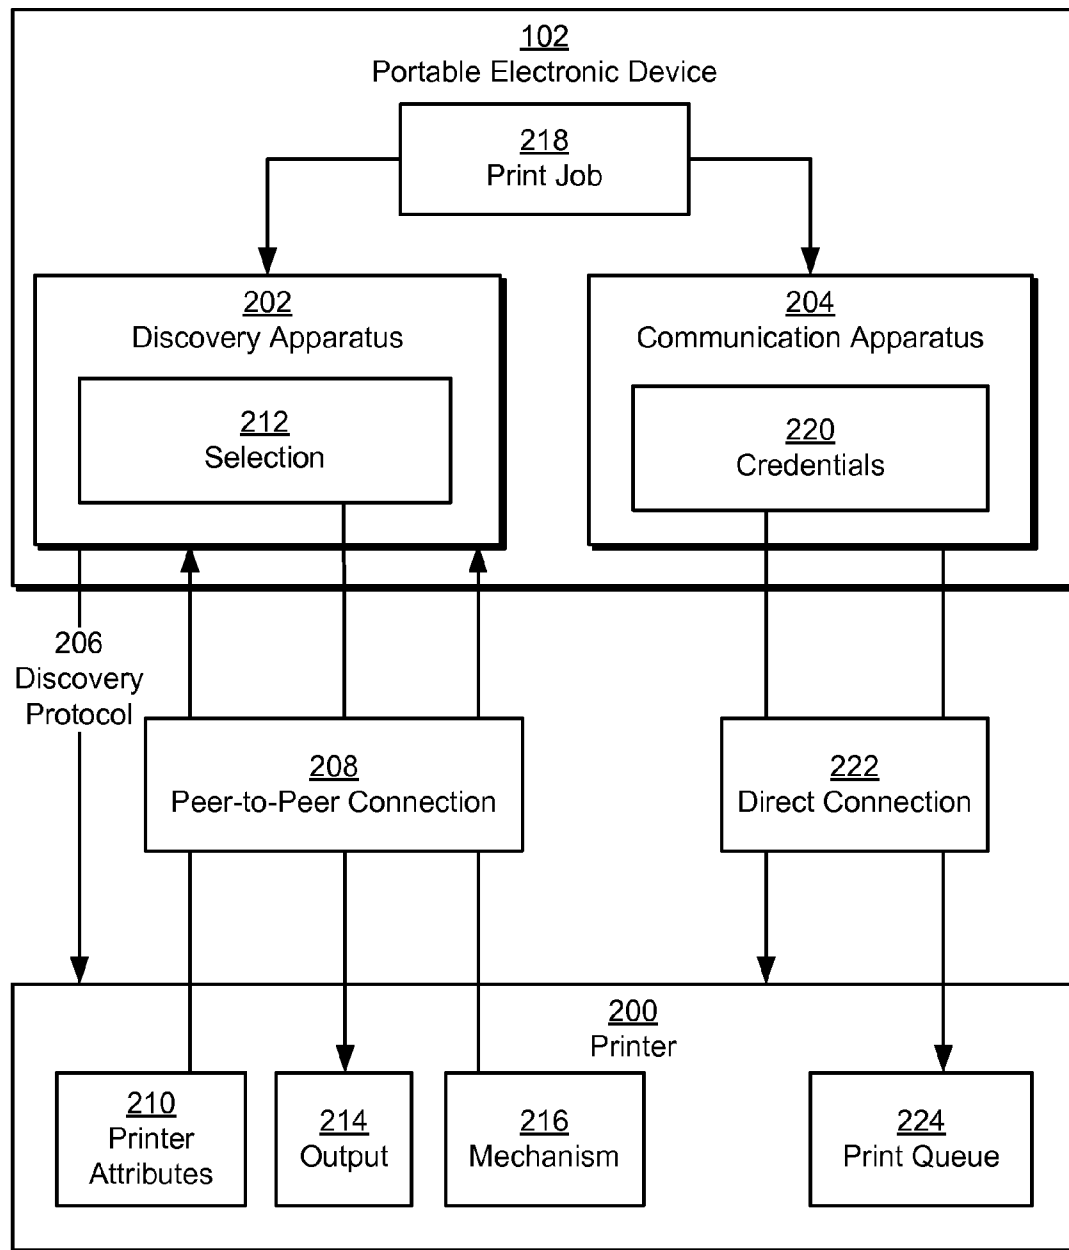 102
Portable Electronic Device
218
Print Job
202
Discovery Apparatus
204
Communication Apparatus
212
Selection
220
Credentials
206
Discovery
Protocol
208
Peer-to-Peer Connection
222
Direct Connection
200
Printer
210
Printer
Attributes
214
Output
216
Mechanism
224
Print Queue